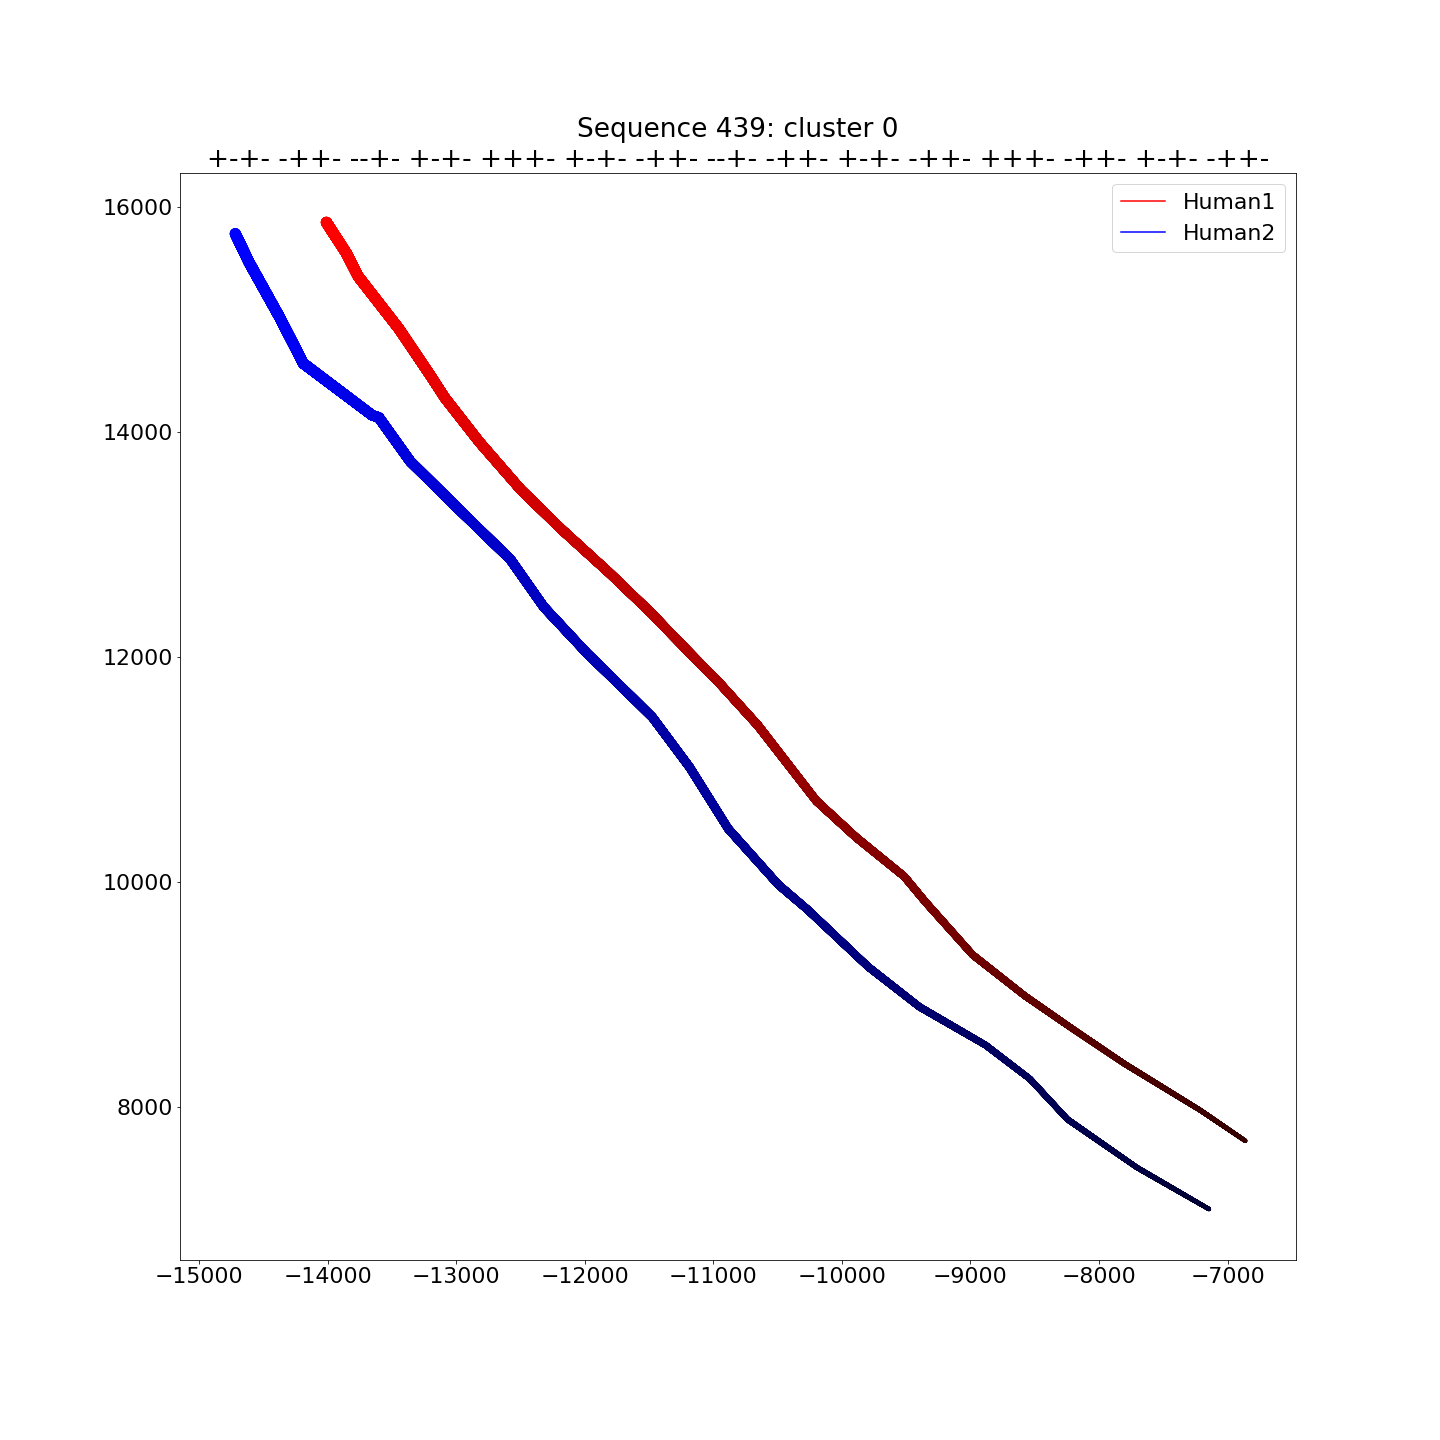 Sequence 439: cluster 0
+-+- -++- --+- +-+- +++- +-+- -++- --+- -++- +-+- -++- +++- -++- +-+- -++-
Human1
Human2
16000
14000
12000
10000
8000
−15000 −14000 −13000 −12000 −11000 −10000 −9000 −8000 −7000